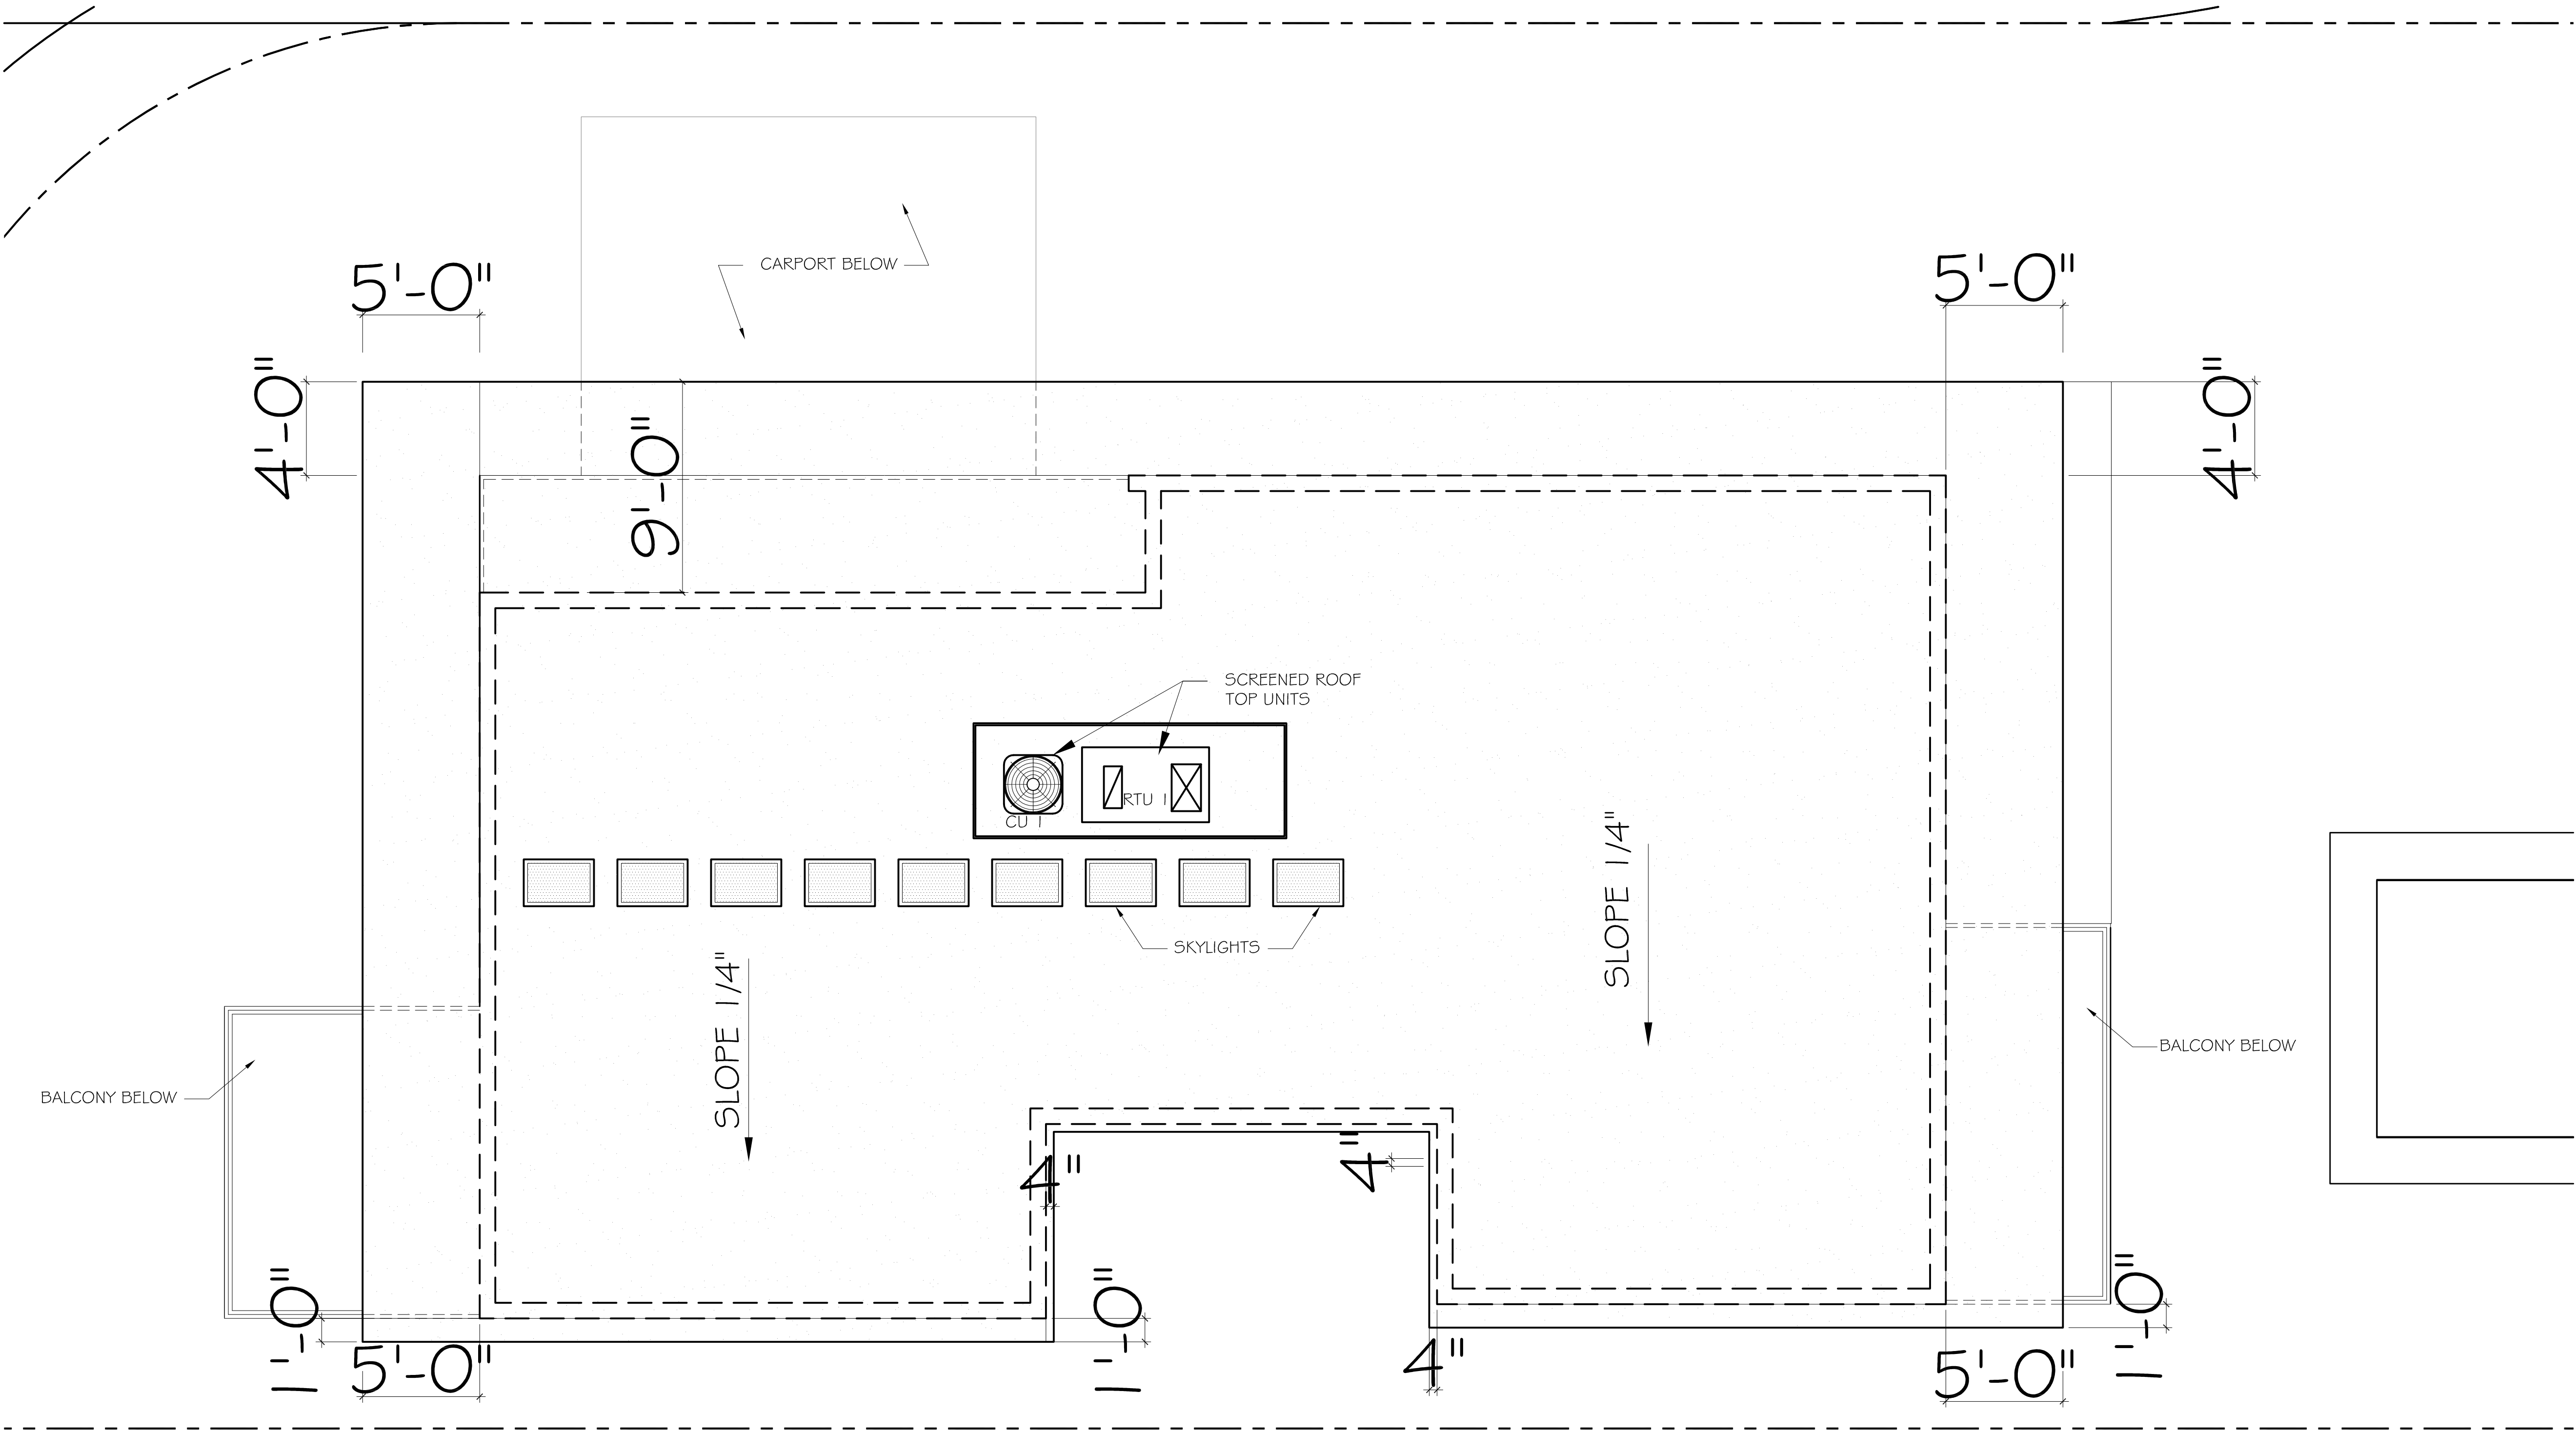 5'-0"
5'-0"
CARPORT BELOW
4'-0"
4'-0"
9'-0"
SCREENED ROOF
TOP UNITS
RTU 1
CU 1
SLOPE 1/4"
SKYLIGHTS
SLOPE 1/4"
BALCONY BELOW
BALCONY BELOW
4"
4"
1'-0"
1'-0"
1'-0"
5'-0"
4"
5'-0"